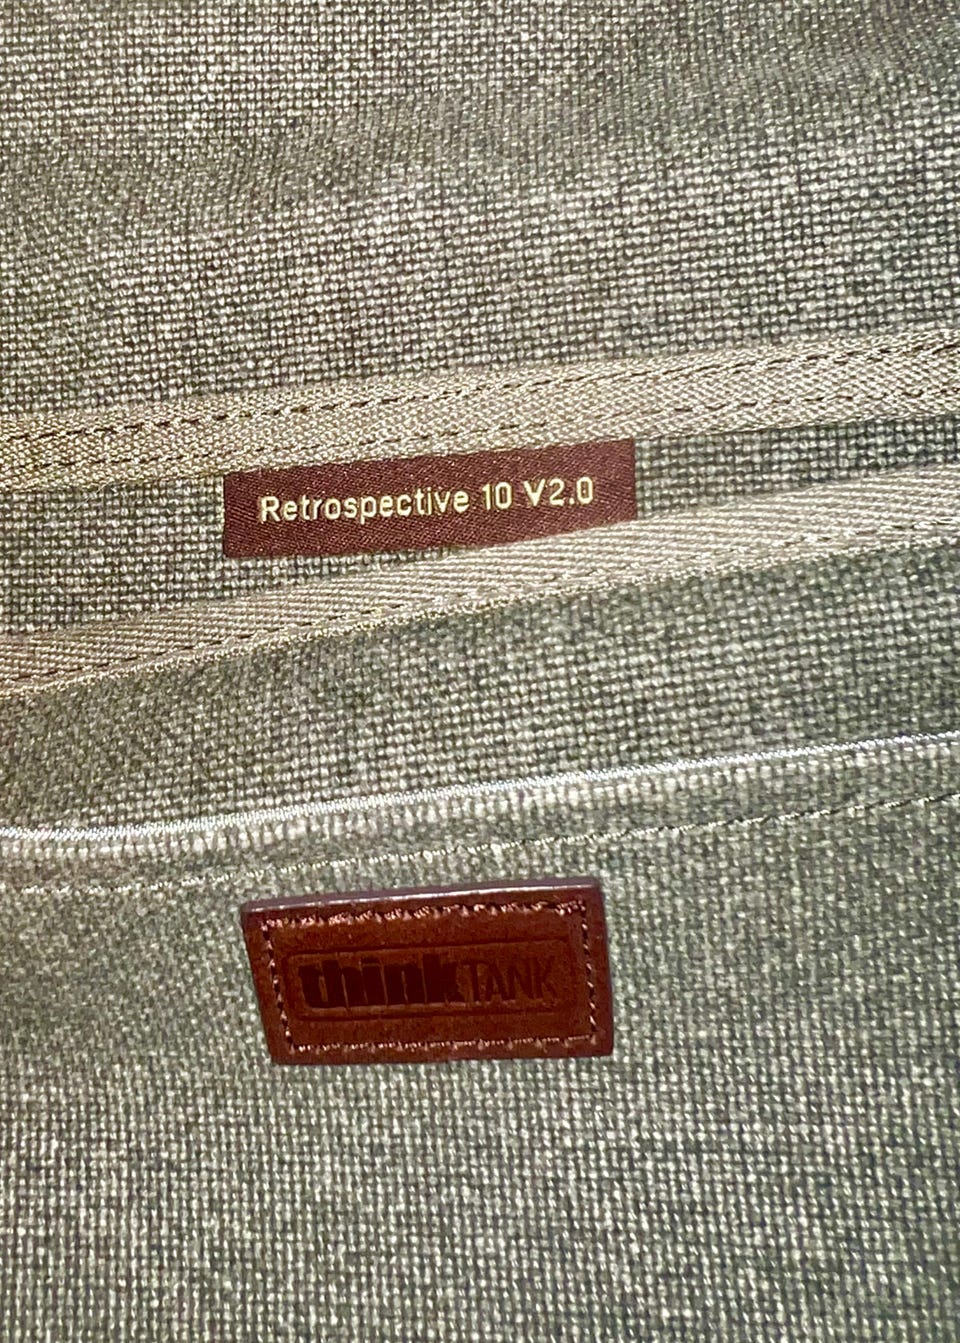 Retrospective 10 V2.0
thinkTANK